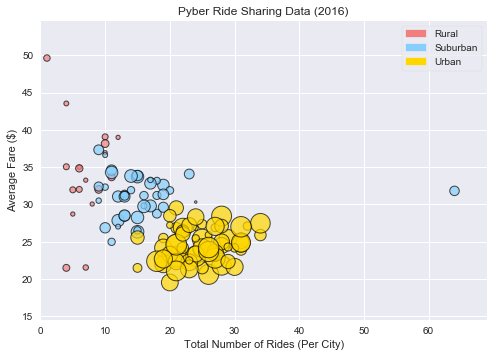 Pyber Ride Sharing Data (2016)
Rural
Suburban
Urban
Average Fare ($)
50
45
40
35
30
25
20
15
0
10
20
30
40
50
60
Total Number of Rides (Per City)